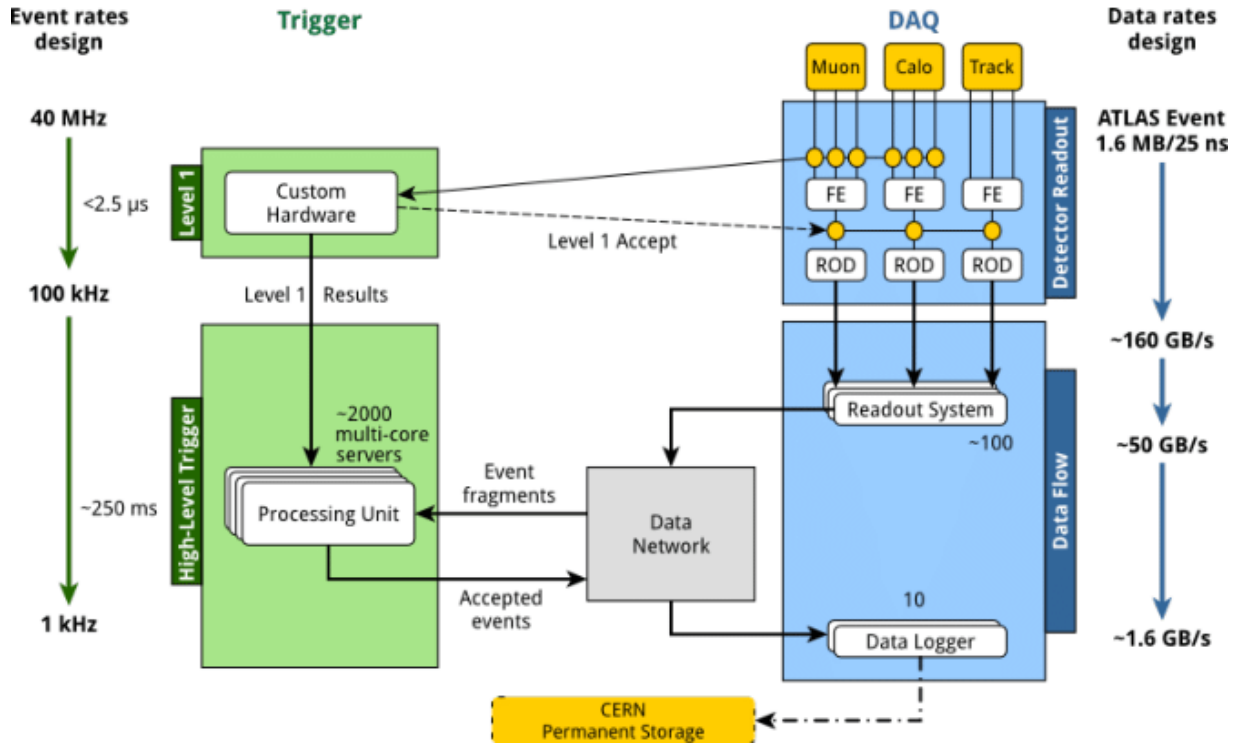 Event rates
design
Trigger
DAQ
Data rates
design
Muon
Calo
Track
40 MHz
ATLAS Event
1.6 MB/25 ns
Level 1
<2.5 μs
Custom
Hardware
FE
FE
FE
Detector Readout
Level 1 Accept
ROD
ROD
ROD
100 kHz
Level 1 Results
~160 GB/s
Readout System
~100
~50 GB/s
~2000
multi-core
servers
High-Level Trigger
~250 ms
Processing Unit
Event
fragments
Data
Network
Data Flow
Accepted
events
10
1 kHz
Data Logger
~1.6 GB/s
CERN
Permanent Storage